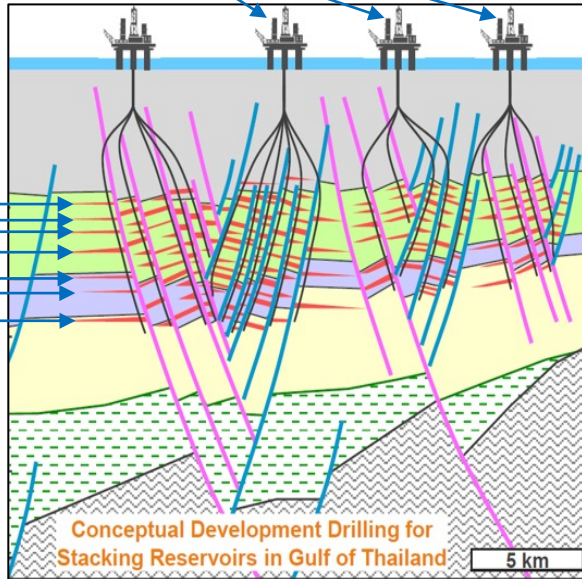 Conceptual Development Drilling for
Stacking Reservoirs in Gulf of Thailand
5 km